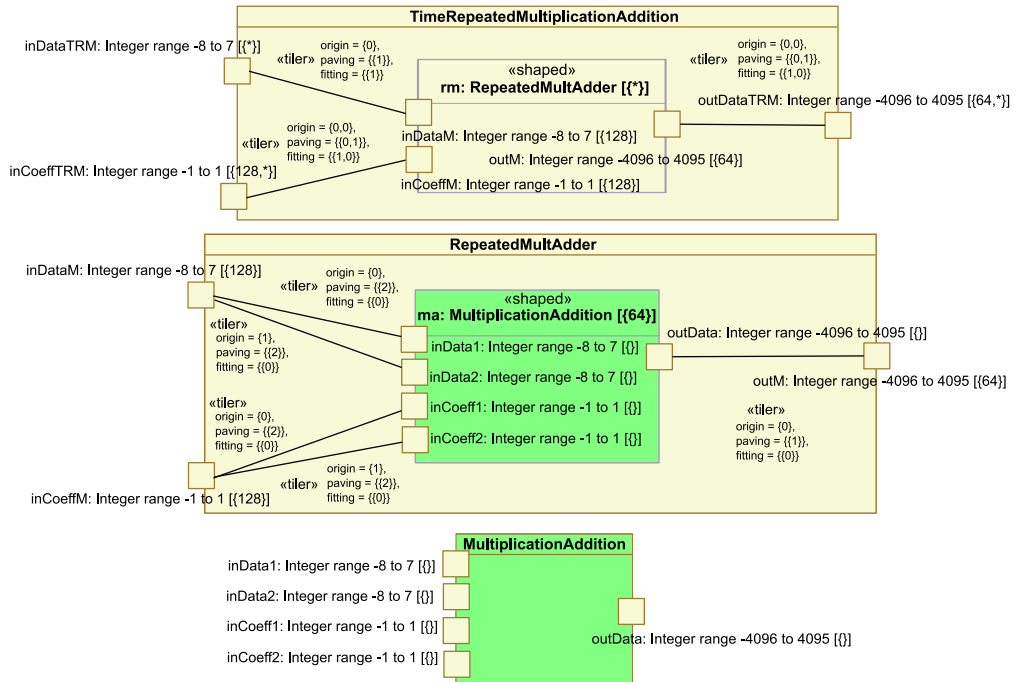 TimeRepeatedMultiplicationAddition
inDataTRM: Integer range -8 to 7 [{*}]
«tiler»
origin = {0},
paving = {{1}},
fitting = {{1}}
«shaped»
rm: RepeatedMultAdder [{*}]
«tiler»
origin = {0,0},
paving = {{0,1}},
fitting = {{1,0}}
outDataTRM: Integer range -4096 to 4095 [{64,*}]
inDataM: Integer range -8 to 7 [{128}]
«tiler»
origin = {0,0},
paving = {{0,1}},
fitting = {{1,0}}
outM: Integer range -4096 to 4095 [{64}]
inCoeffTRM: Integer range -1 to 1 [{128,*}]
inCoeffM: Integer range -1 to 1 [{128}]
RepeatedMultAdder
inDataM: Integer range -8 to 7 [{128}]
«tiler»
origin = {0},
paving = {{2}},
fitting = {{0}}
«shaped»
ma: MultiplicationAddition [{64}]
«tiler»
origin = {1},
paving = {{2}},
fitting = {{0}}
inData1: Integer range -8 to 7 [{}]
outData: Integer range -4096 to 4095 [{}]
inData2: Integer range -8 to 7 [{}]
outM: Integer range -4096 to 4095 [{64}]
«tiler»
origin = {0},
paving = {{2}},
fitting = {{0}}
inCoeff1: Integer range -1 to 1 [{}]
inCoeff2: Integer range -1 to 1 [{}]
«tiler»
origin = {0},
paving = {{1}},
fitting = {{0}}
«tiler»
origin = {1},
paving = {{2}},
fitting = {{0}}
inCoeffM: Integer range -1 to 1 [{128}]
MultiplicationAddition
inData1: Integer range -8 to 7 [{}]
inData2: Integer range -8 to 7 [{}]
inCoeff1: Integer range -1 to 1 [{}]
outData: Integer range -4096 to 4095 [{}]
inCoeff2: Integer range -1 to 1 [{}]